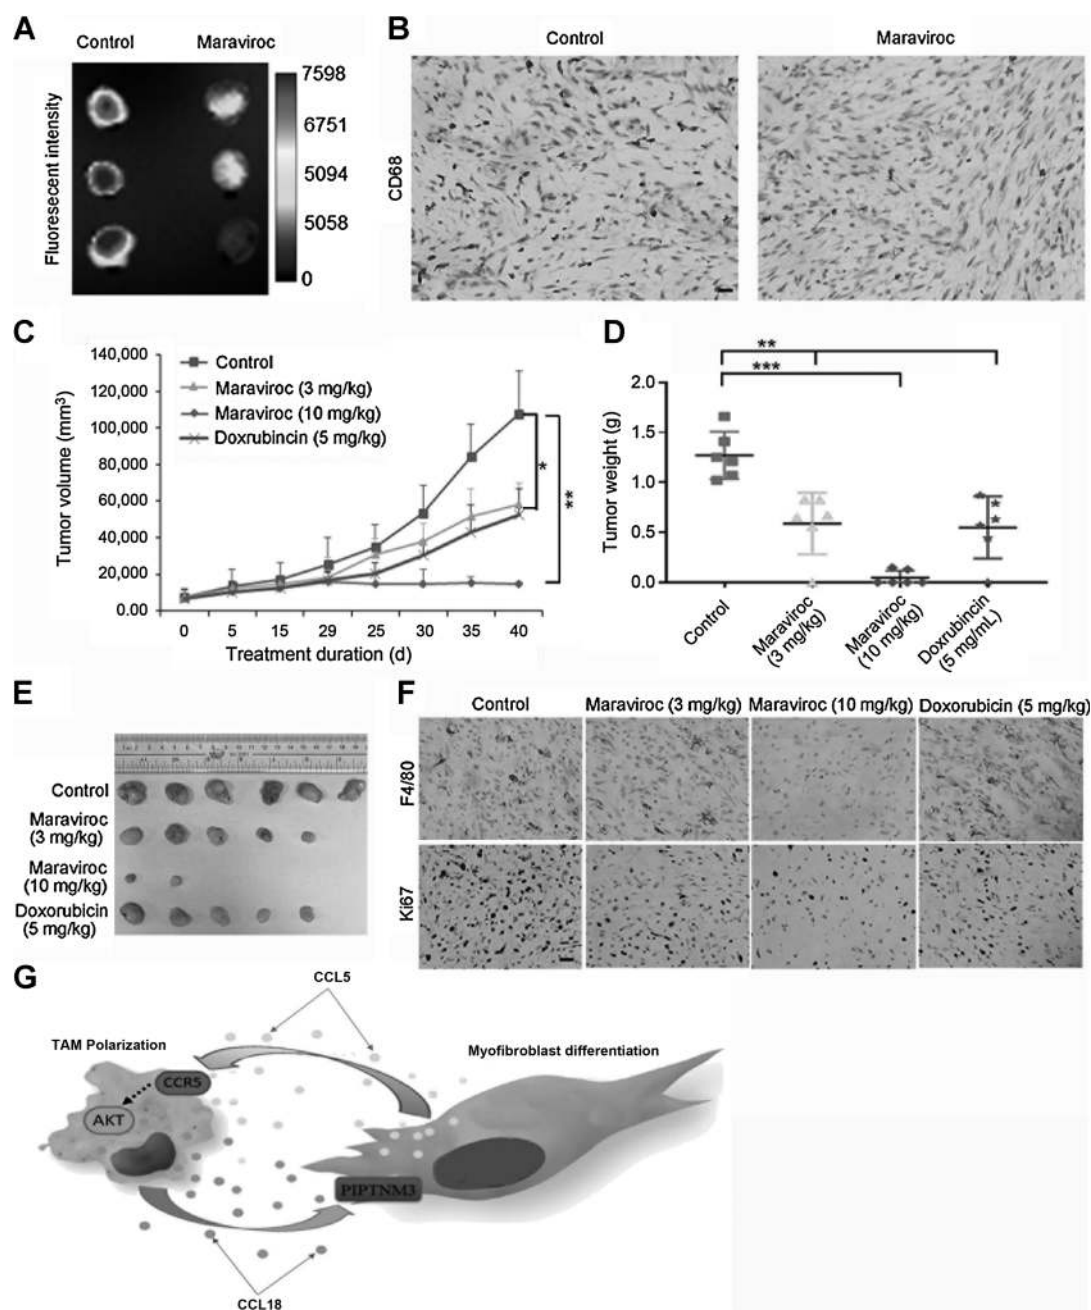 A
Control Maraviroc
Fluoresecent intensity
7598
6751
5094
5058
0
B
Control Maraviroc
CD68
C
Tumor volume (mm³)
140,000
120,000
100,000
80,000
60,000
40,000
20,000
0.00
Control
Maraviroc (3 mg/kg)
Maraviroc (10 mg/kg)
Doxrubincin (5 mg/kg)
*
**
0 5 15 29 25 30 35 40
Treatment duration (d)
D
**
***
Tumor weight (g)
2.0
1.5
1.0
0.5
0.0
Control
Maraviroc
(3 mg/kg)
Maraviroc
(10 mg/kg)
Doxrubincin
(5 mg/mL)
E
Control
Maraviroc
(3 mg/kg)
Maraviroc
(10 mg/kg)
Doxorubicin
(5 mg/kg)
F
Control Maraviroc (3 mg/kg) Maraviroc (10 mg/kg) Doxorubicin (5 mg/kg)
F4/80
Ki67
G
CCL5
TAM Polarization
Myofibroblast differentiation
CCR5
AKT
PIPTNM3
CCL18